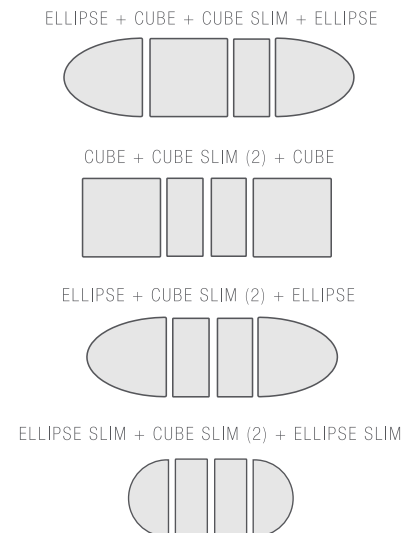 ELLIPSE + CUBE + CUBE SLIM + ELLIPSE
CUBE + CUBE SLIM (2) + CUBE
ELLIPSE + CUBE SLIM (2) + ELLIPSE
ELLIPSE SLIM + CUBE SLIM (2) + ELLIPSE SLIM